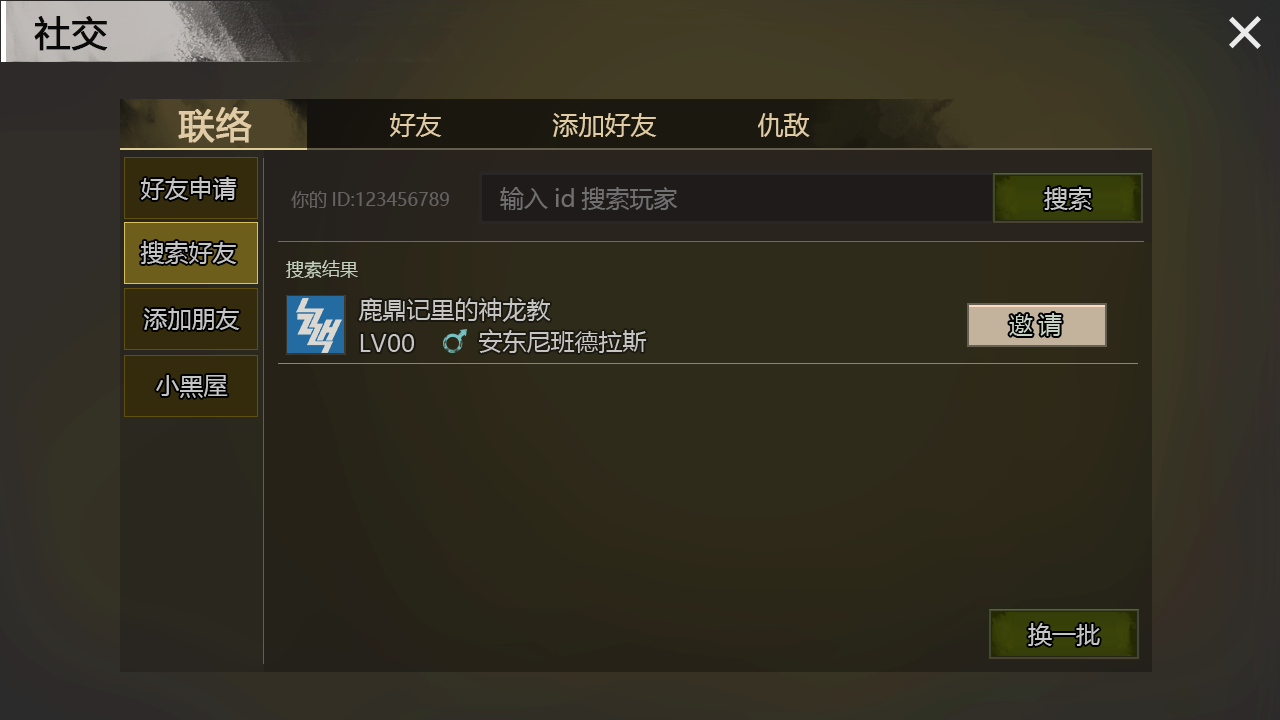 社交
联络
好友
添加好友
仇敌
好友申请
搜索好友
添加朋友
小黑屋
你的 ID:123456789
输入 id 搜索玩家
搜索
搜索结果
鹿鼎记里的神龙教
LV00
安东尼班德拉斯
邀请
换一批